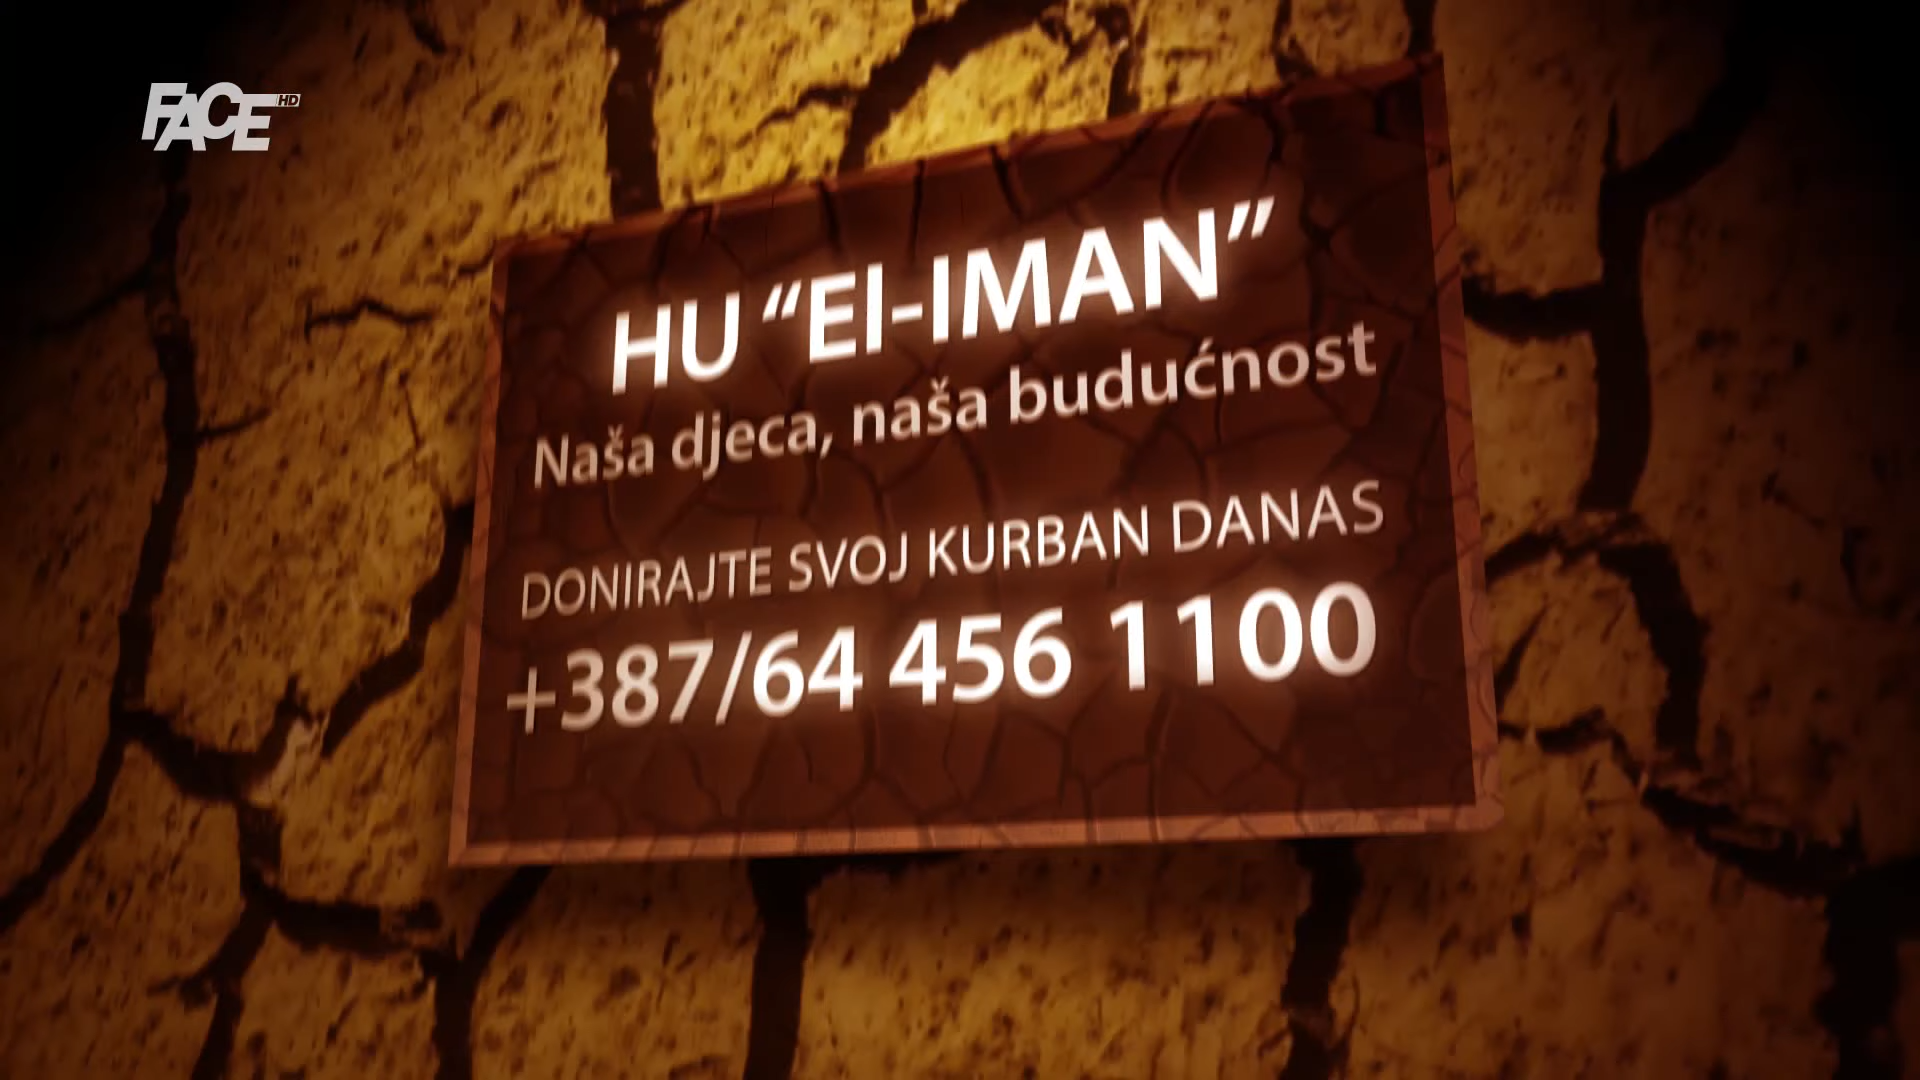 FACE HD
HU “El-IMAN”
Naša djeca, naša budućnost
DONIRAJTE SVOJ KURBAN DANAS
+387/64 456 1100